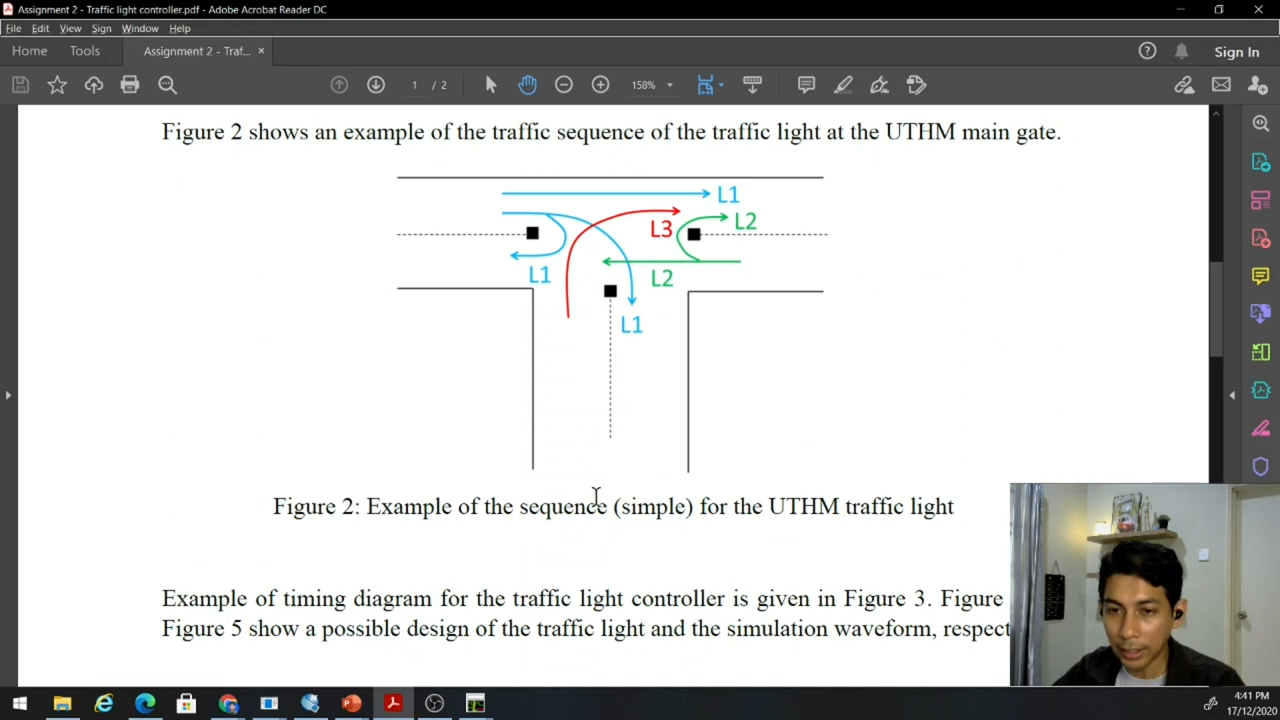 Assignment 2 - Traffic light controller.pdf - Adobe Acrobat Reader DC
File Edit View Sign Window Help
Home Tools Assignment 2 - Traf... × Sign In
1 / 2 158%
Figure 2 shows an example of the traffic sequence of the traffic light at the UTHM main gate.
L1
L2
L3
L1
L2
L1
Figure 2: Example of the sequence (simple) for the UTHM traffic light
Example of timing diagram for the traffic light controller is given in Figure 3. Figure
Figure 5 show a possible design of the traffic light and the simulation waveform, respect
4:41 PM
17/12/2020